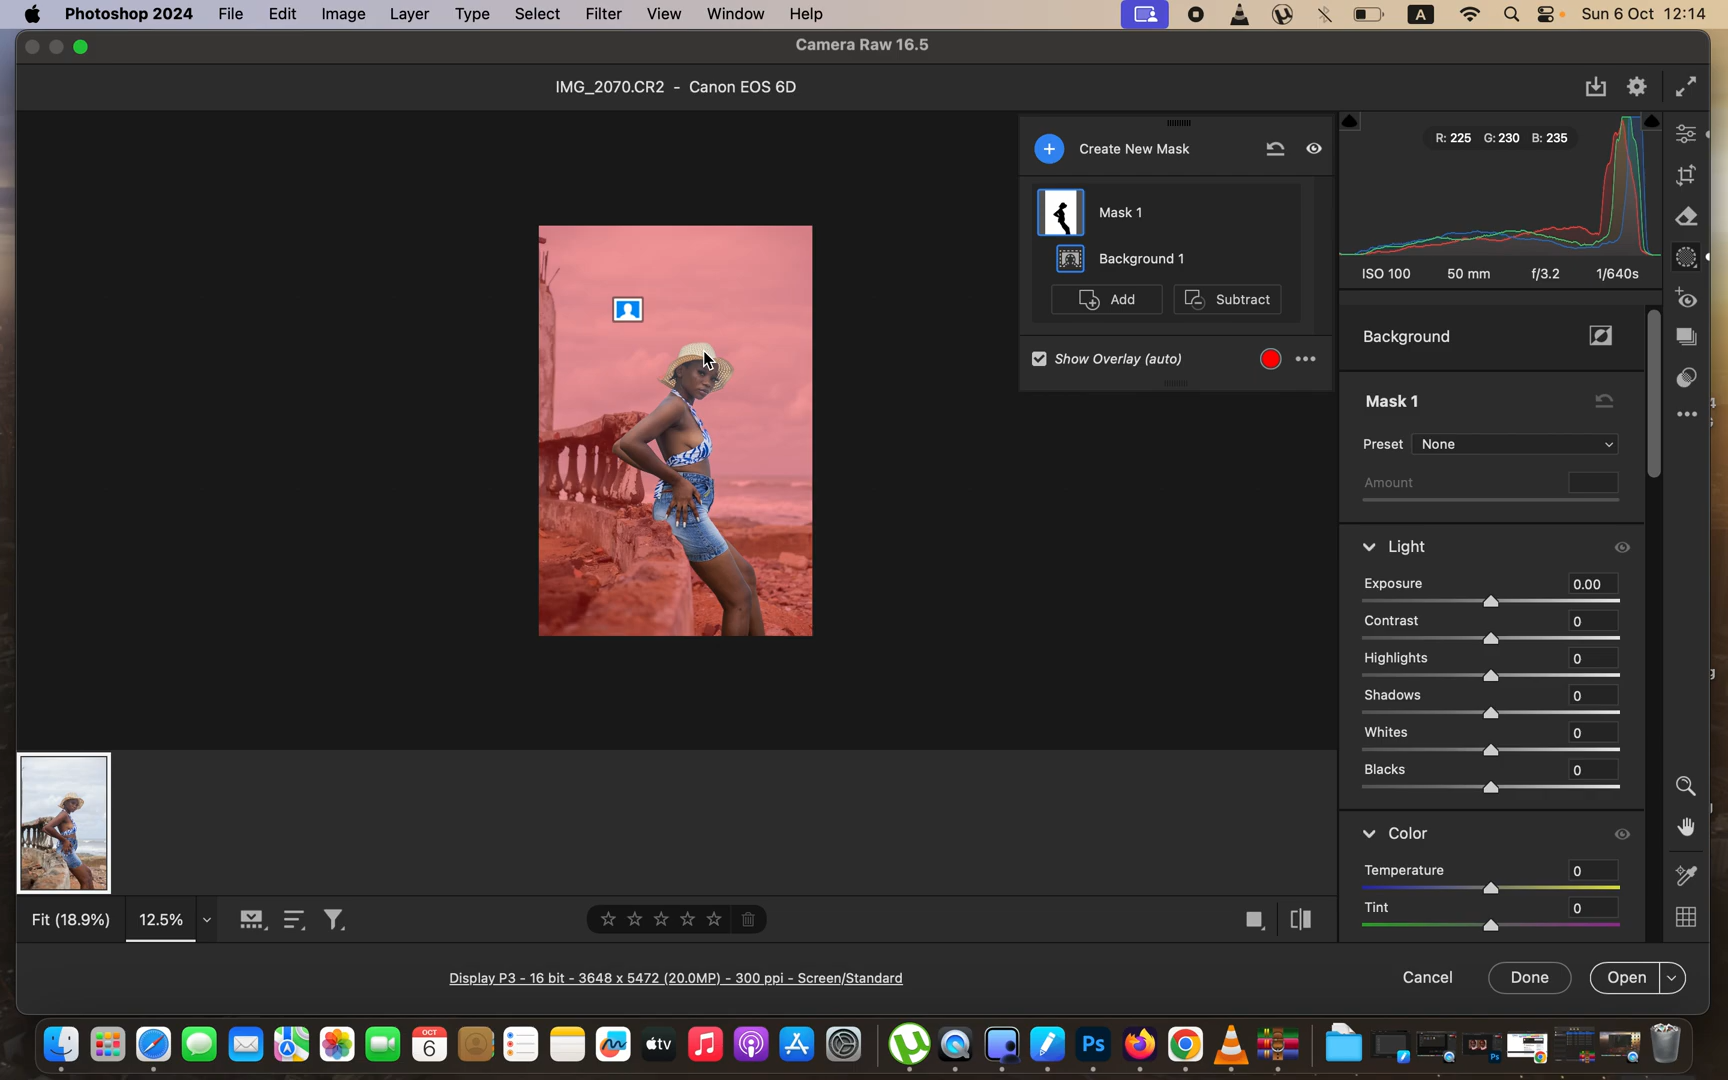 Photoshop 2024 File Edit Image Layer Type Select Filter View Window Help A Sun 6 Oct 12:14
Camera Raw 16.5
IMG_2070.CR2 - Canon EOS 6D
Create New Mask
Mask 1
Background 1
Add Subtract
Show Overlay (auto)
R: 225 G: 230 B: 235
ISO 100 50 mm f/3.2 1/640s
Background
Mask 1
Preset None
Amount
Light
Exposure 0.00
Contrast 0
Highlights 0
Shadows 0
Whites 0
Blacks 0
Color
Temperature 0
Tint 0
Fit (18.9%) 12.5%
Display P3 - 16 bit - 3648 x 5472 (20.0MP) - 300 ppi - Screen/Standard
Cancel Done Open
OCT
6
tv
Ps